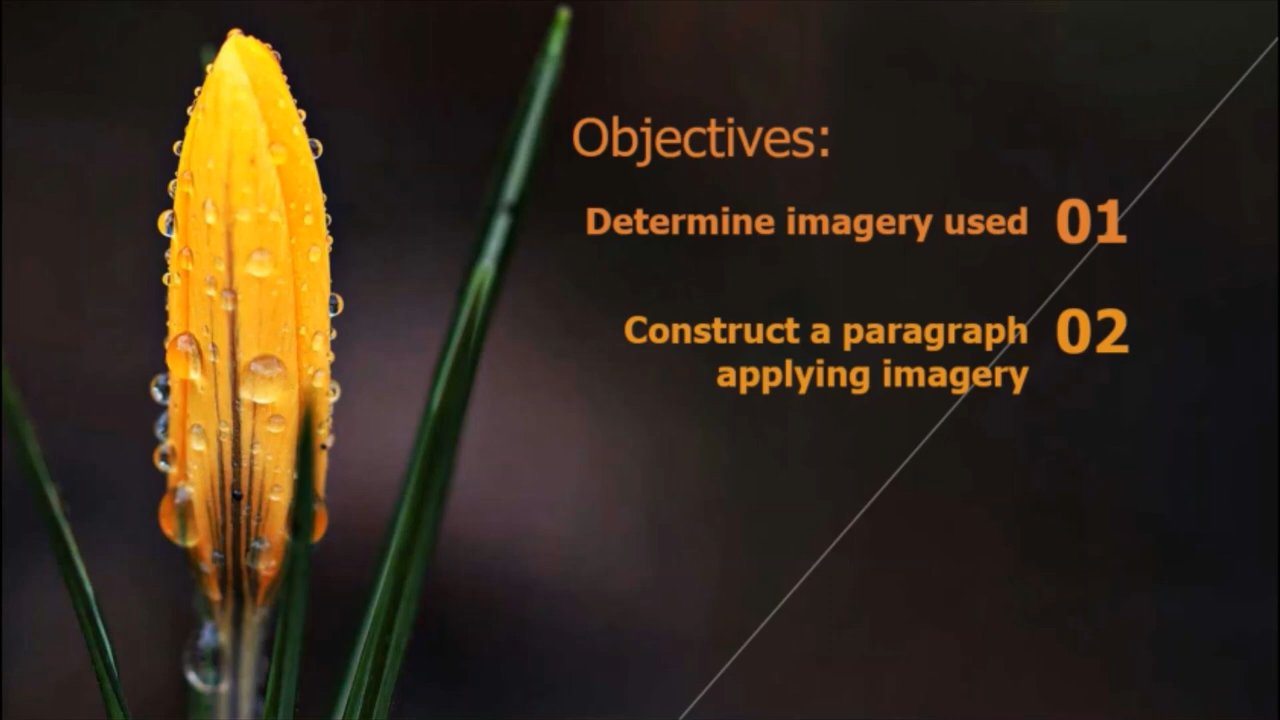 Objectives:
Determine imagery used 01
Construct a paragraph 02
applying imagery